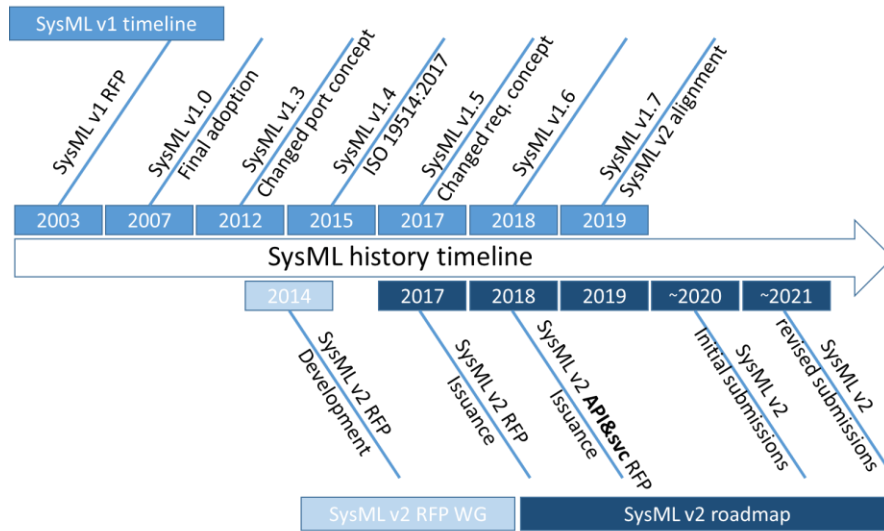 SysML v1 timeline
SysML v1 RFP
SysML v1.0
Final adoption
SysML v1.3
Changed port concept
SysML v1.4
ISO 19514:2017
SysML v1.5
Changed req. concept
SysML v1.6
SysML v1.7
SysML v2 alignment
2003 2007 2012 2015 2017 2018 2019
SysML history timeline
2014 2017 2018 2019 ~2020 ~2021
SysML v2 RFP
Development
SysML v2 RFP
Issuance
SysML v2 API&svc RFP
Issuance
SysML v2
Initial submissions
SysML v2
revised submissions
SysML v2 RFP WG
SysML v2 roadmap